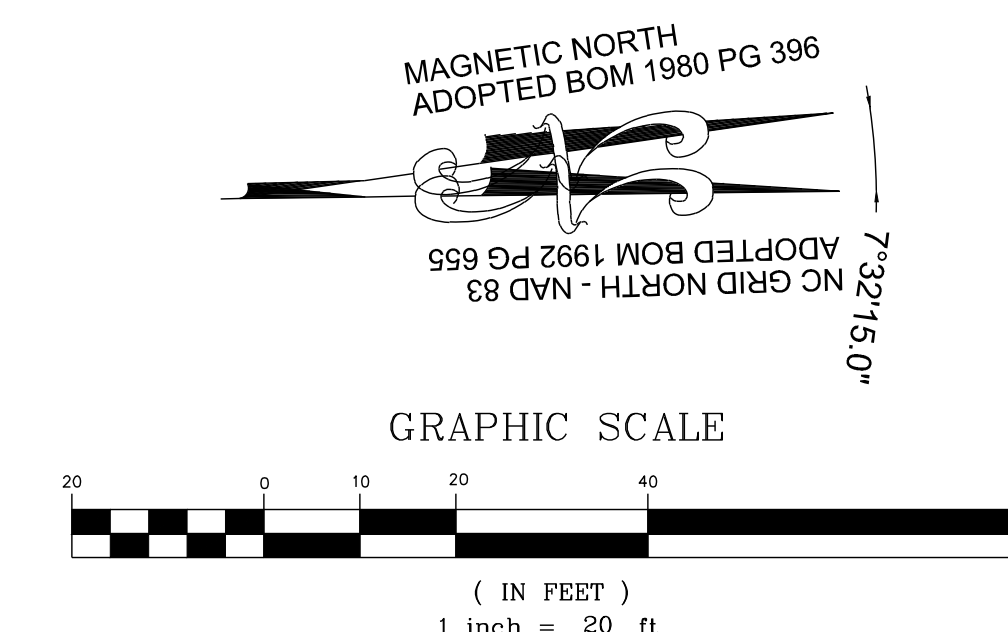 MAGNETIC NORTH
ADOPTED BOM 1980 PG 396
N
NC GRID NORTH - NAD 83
ADOPTED BOM 1992 PG 655
7°32'15.0"
GRAPHIC SCALE
20 0 10 20 40
( IN FEET )
1 inch = 20 ft.